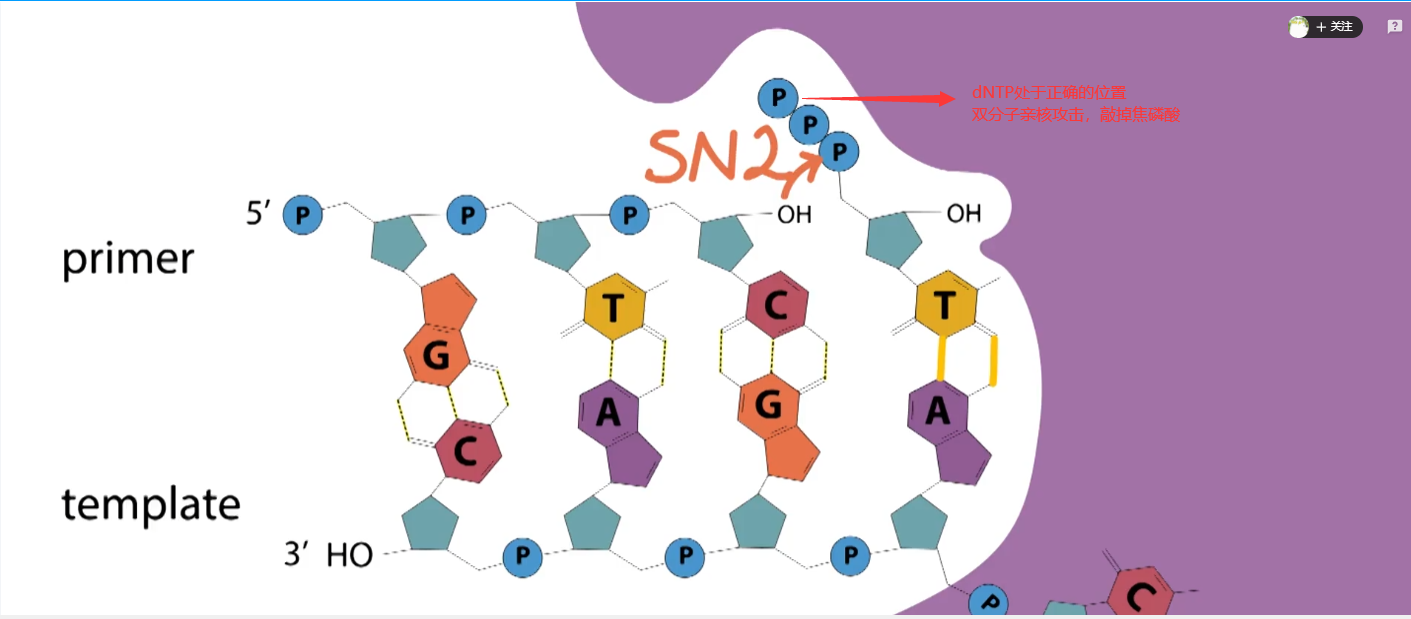 + 关注
?
P
dNTP处于正确的位置
P
双分子亲核攻击，敲掉焦磷酸
SN2
P
5′ P P P OH OH
primer
T C T
G
A G A
C
template
3′ HO P P P
P C